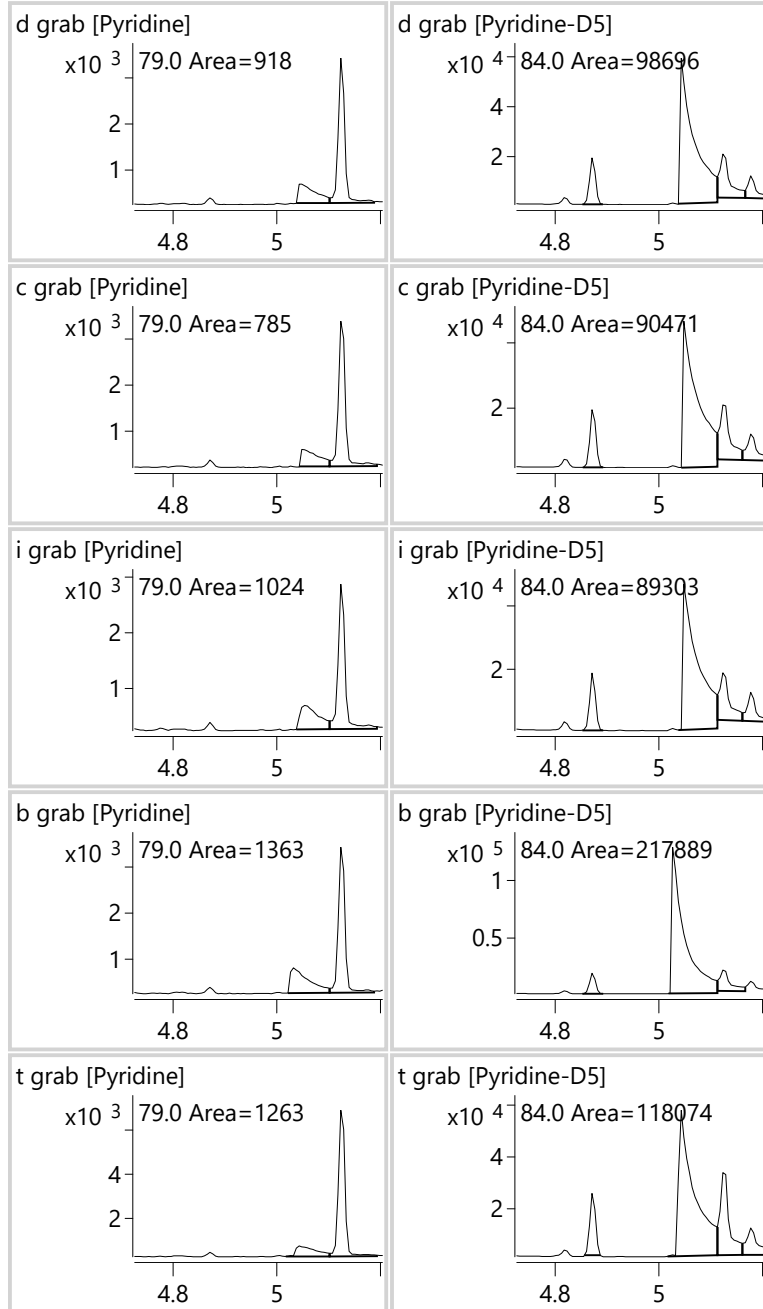 d grab [Pyridine]
x10 3 79.0 Area=918
2
1
4.8 5
d grab [Pyridine-D5]
x10 4 84.0 Area=98696
4
2
4.8 5
c grab [Pyridine]
x10 3 79.0 Area=785
2
1
4.8 5
c grab [Pyridine-D5]
x10 4 84.0 Area=90471
2
4.8 5
i grab [Pyridine]
x10 3 79.0 Area=1024
2
1
4.8 5
i grab [Pyridine-D5]
x10 4 84.0 Area=89303
2
4.8 5
b grab [Pyridine]
x10 3 79.0 Area=1363
2
1
4.8 5
b grab [Pyridine-D5]
x10 5 84.0 Area=217889
1
0.5
4.8 5
t grab [Pyridine]
x10 3 79.0 Area=1263
4
2
4.8 5
t grab [Pyridine-D5]
x10 4 84.0 Area=118074
4
2
4.8 5